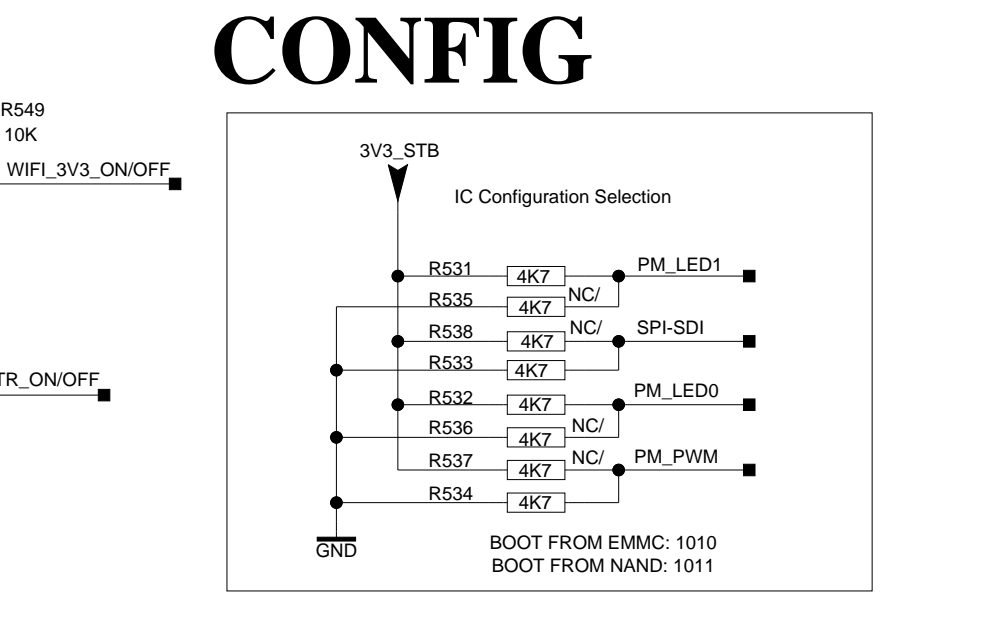 CONFIG
R549
10K
WIFI_3V3_ON/OFF
3V3_STB
IC Configuration Selection
R531 4K7 PM_LED1
R535 4K7 NC/
R538 4K7 NC/ SPI-SDI
R533 4K7
TR_ON/OFF
R532 4K7 PM_LED0
R536 4K7 NC/
R537 4K7 NC/ PM_PWM
R534 4K7
GND
BOOT FROM EMMC: 1010
BOOT FROM NAND: 1011